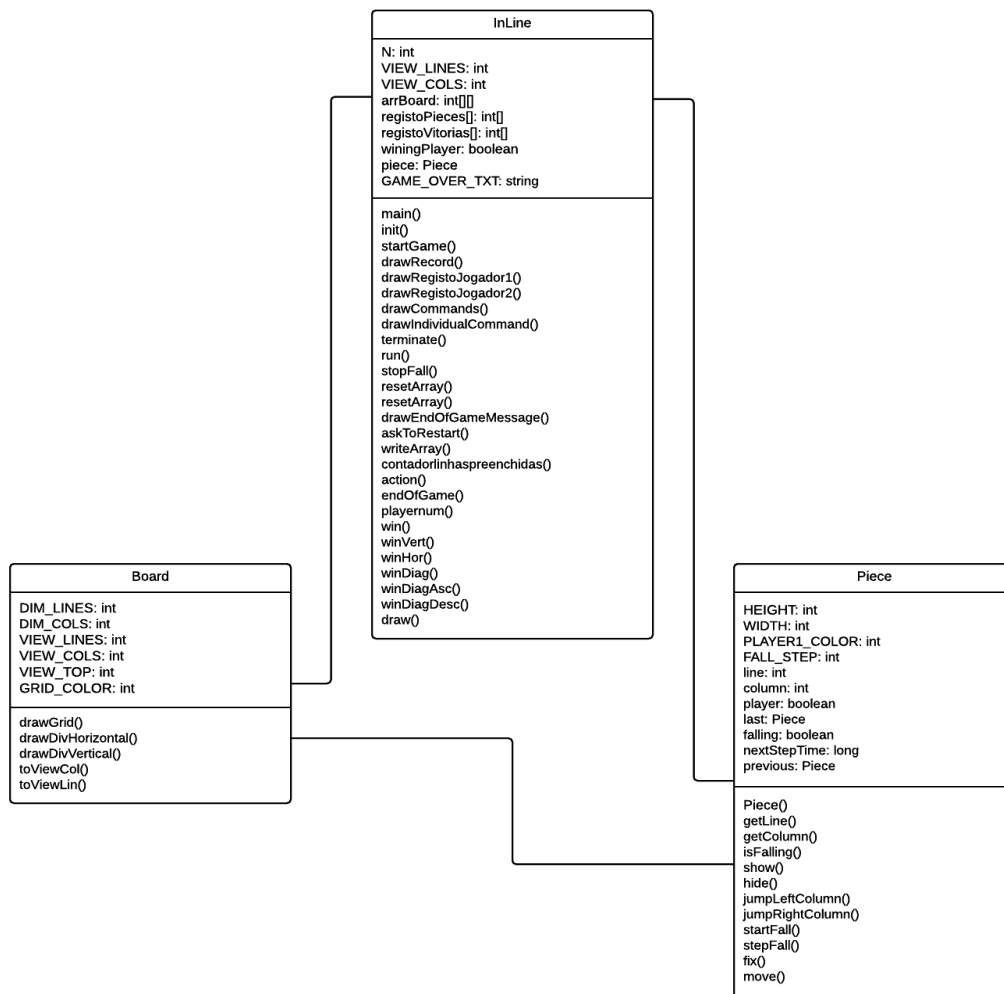 InLine
N: int
VIEW_LINES: int
VIEW_COLS: int
arrBoard: int[][]
registoPieces[]: int[]
registoVitorias[]: int[]
winingPlayer: boolean
piece: Piece
GAME_OVER_TXT: string
main()
init()
startGame()
drawRecord()
drawRegistoJogador1()
drawRegistoJogador2()
drawCommands()
drawIndividualCommand()
terminate()
run()
stopFall()
resetArray()
resetArray()
drawEndOfGameMessage()
askToRestart()
writeArray()
contadorlinhaspreenchidas()
action()
endOfGame()
playernum()
win()
winVert()
winHor()
winDiag()
winDiagAsc()
winDiagDesc()
draw()
Board
DIM_LINES: int
DIM_COLS: int
VIEW_LINES: int
VIEW_COLS: int
VIEW_TOP: int
GRID_COLOR: int
drawGrid()
drawDivHorizontal()
drawDivVertical()
toViewCol()
toViewLin()
Piece
HEIGHT: int
WIDTH: int
PLAYER1_COLOR: int
FALL_STEP: int
line: int
column: int
player: boolean
last: Piece
falling: boolean
nextStepTime: long
previous: Piece
Piece()
getLine()
getColumn()
isFalling()
show()
hide()
jumpLeftColumn()
jumpRightColumn()
startFall()
stepFall()
fix()
move()